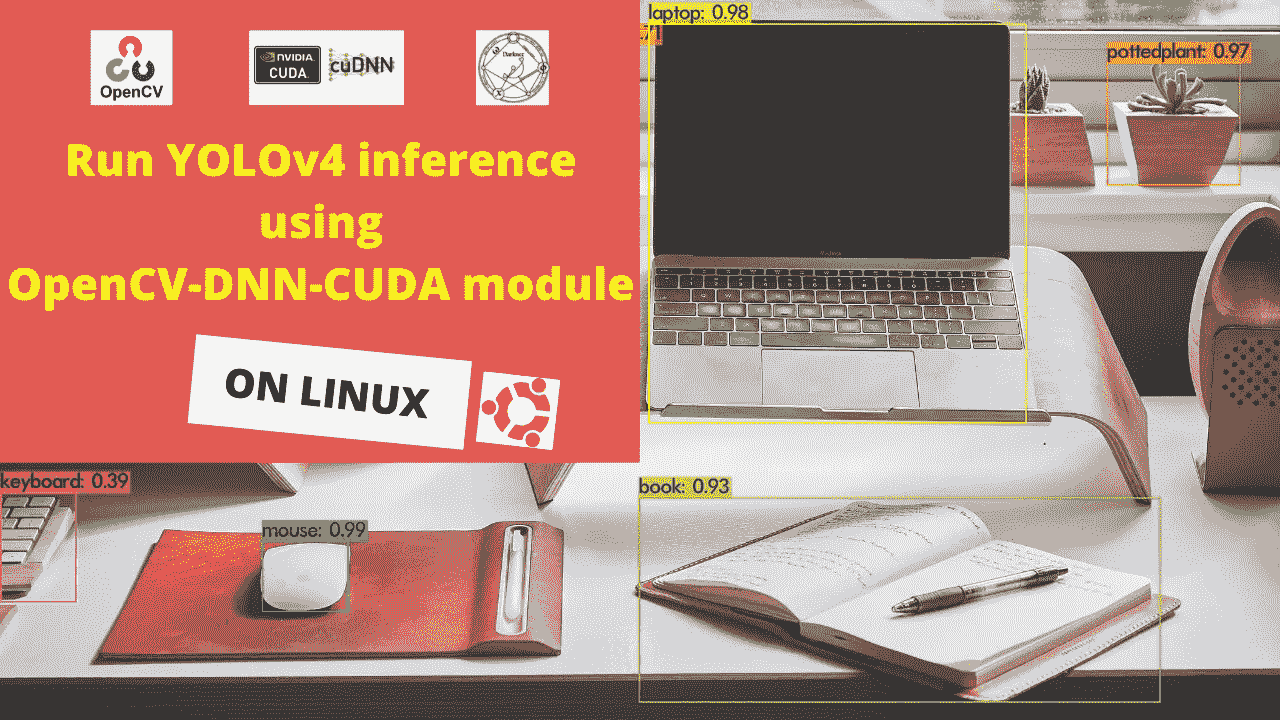 laptop: 0.98
71
pottedplant: 0.97
OpenCV
NVIDIA
CUDA
cuDNN
Darknet
Run YOLOv4 inference
using
OpenCV-DNN-CUDA module
ON LINUX
keyboard: 0.39
mouse: 0.99
book: 0.93